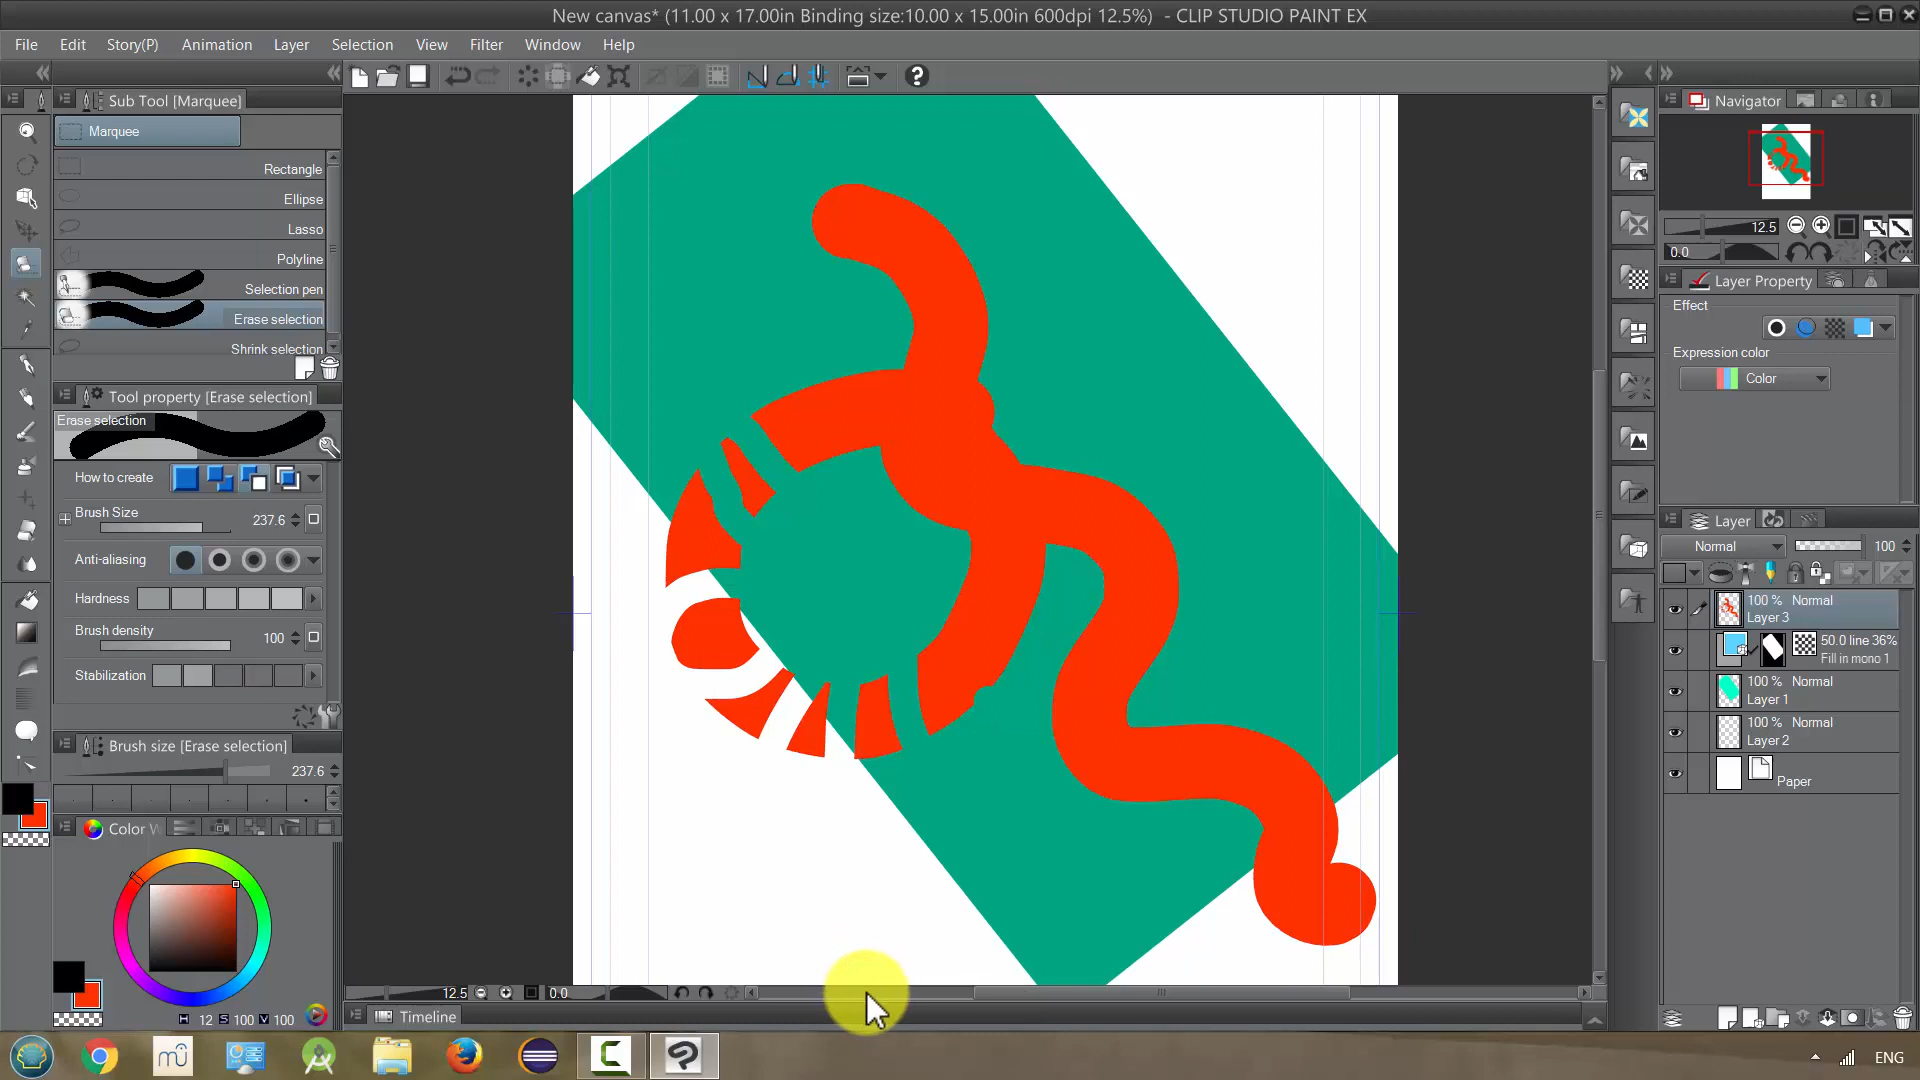 New canvas* (11.00 x 17.00in Binding size:10.00 x 15.00in 600dpi 12.5%) - CLIP STUDIO PAINT EX
File Edit Story(P) Animation Layer Selection View Filter Window Help
Sub Tool [Marquee]
Marquee
Rectangle
Ellipse
Lasso
Polyline
Selection pen
Erase selection
Shrink selection
Tool property [Erase selection]
Erase selection
How to create
Brush Size 237.6
Anti-aliasing
Hardness
Brush density 100
Stabilization
Brush size [Erase selection]
237.6
Color W
H 12 S 100 V 100
12.5 0.0
Timeline
Navigator
12.5
0.0
Layer Property
Effect
Expression color
Color
Layer
Normal 100
100 % Normal
Layer 3
50.0 line 36%
Fill in mono 1
100 % Normal
Layer 1
100 % Normal
Layer 2
Paper
mü
C
ENG